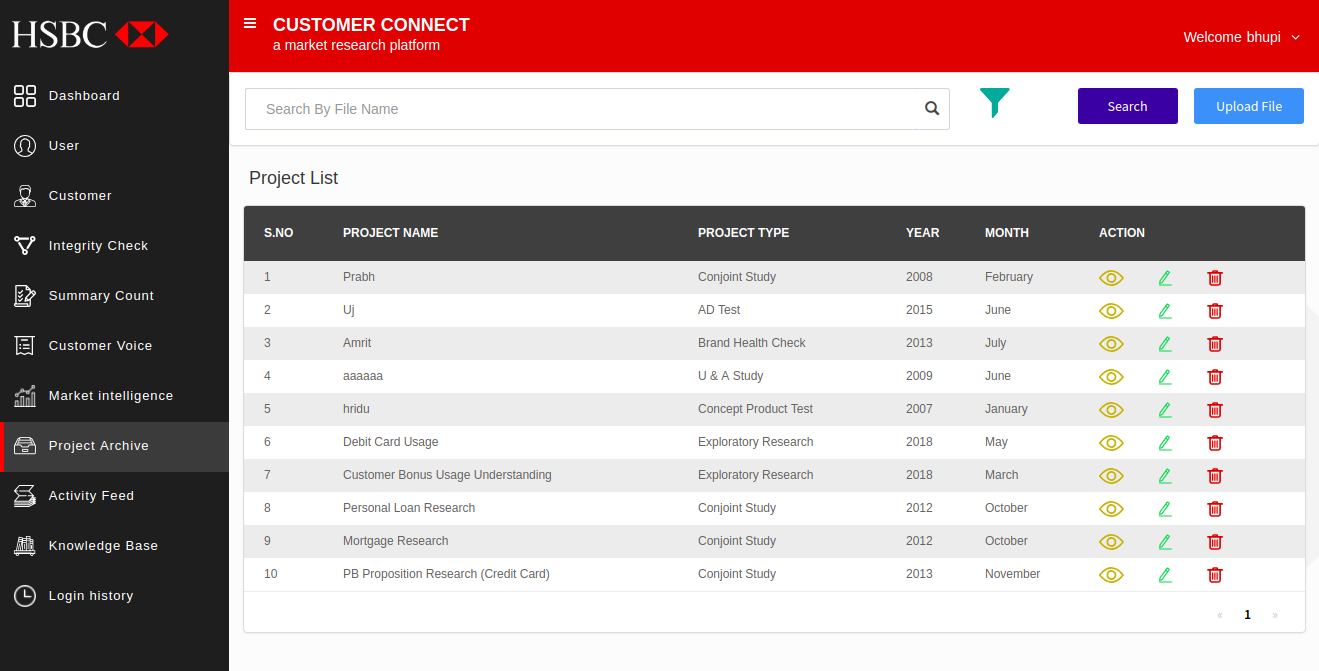 HSBC
CUSTOMER CONNECT
a market research platform
Welcome bhupi
Dashboard
User
Customer
Integrity Check
Summary Count
Customer Voice
Market intelligence
Project Archive
Activity Feed
Knowledge Base
Login history
Search By File Name
Search
Upload File
Project List
S.NO PROJECT NAME PROJECT TYPE YEAR MONTH ACTION
1 Prabh Conjoint Study 2008 February
2 Uj AD Test 2015 June
3 Amrit Brand Health Check 2013 July
4 aaaaaa U & A Study 2009 June
5 hridu Concept Product Test 2007 January
6 Debit Card Usage Exploratory Research 2018 May
7 Customer Bonus Usage Understanding Exploratory Research 2018 March
8 Personal Loan Research Conjoint Study 2012 October
9 Mortgage Research Conjoint Study 2012 October
10 PB Proposition Research (Credit Card) Conjoint Study 2013 November
« 1 »